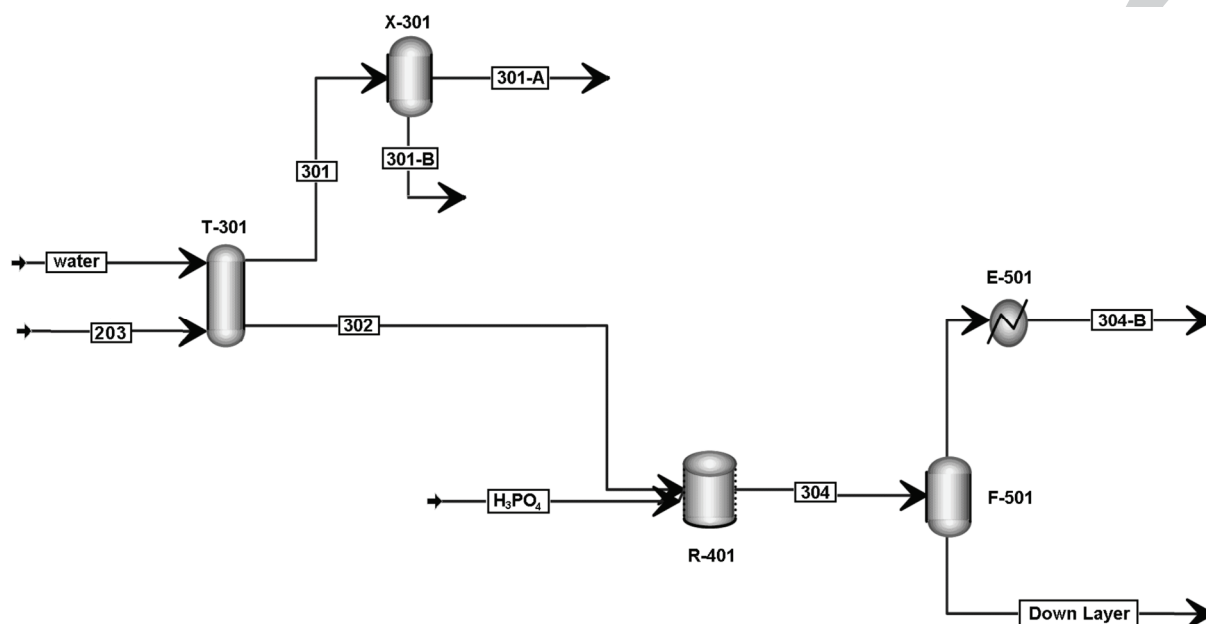 X-301
301-A
301-B
301
T-301
water
203
302
E-501
304-B
H₃PO₄
304
F-501
R-401
Down Layer